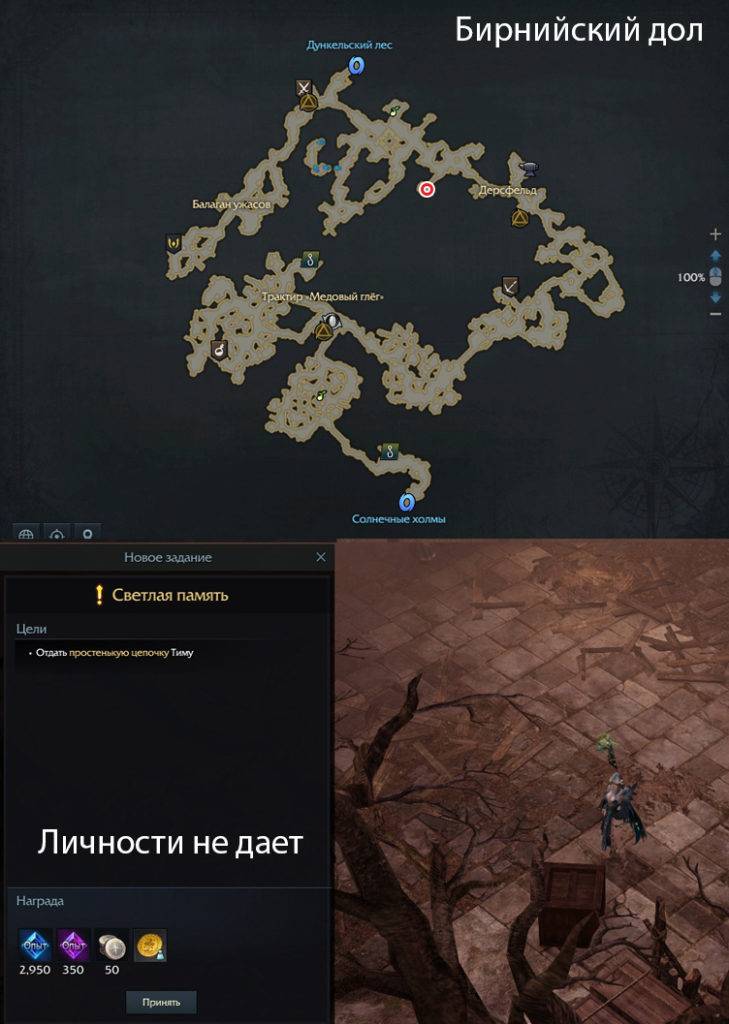 Бирнийский дол
Дункельский лес
Дерсфельд
Балаган ужасов
100%
Трактир «Медовый глёг»
Солнечные холмы
Новое задание
! Светлая память
Цели
• Отдать простенькую цепочку Тиму
Личности не дает
Награда
Опыт Опыт
2,950 350 50
Принять